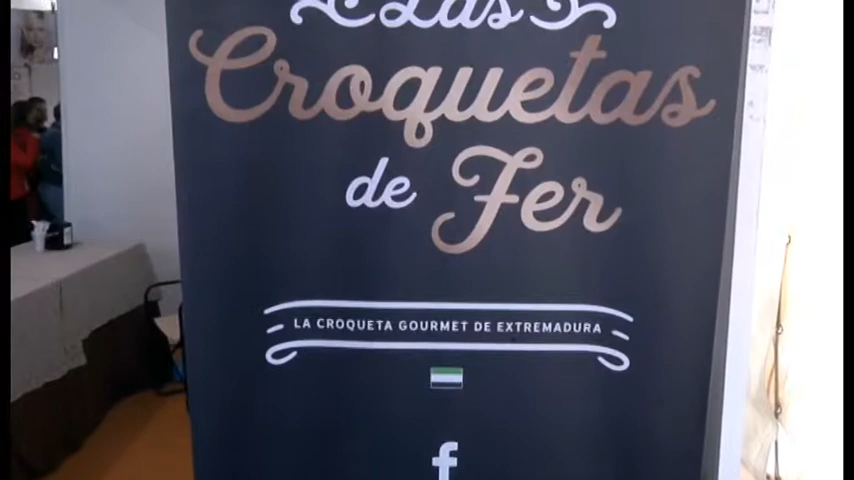 Las
Croquetas
de Fer
LA CROQUETA GOURMET DE EXTREMADURA
f